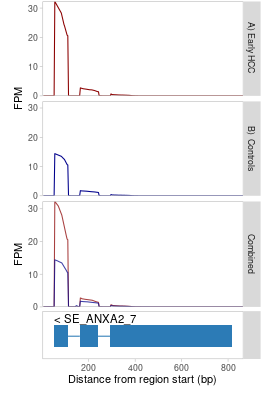 30
20
10
0
FPM
A) Early HCC
30
20
10
0
B) Controls
30
20
10
0
FPM
Combined
< SE_ANXA2_7
200 400 600 800
Distance from region start (bp)